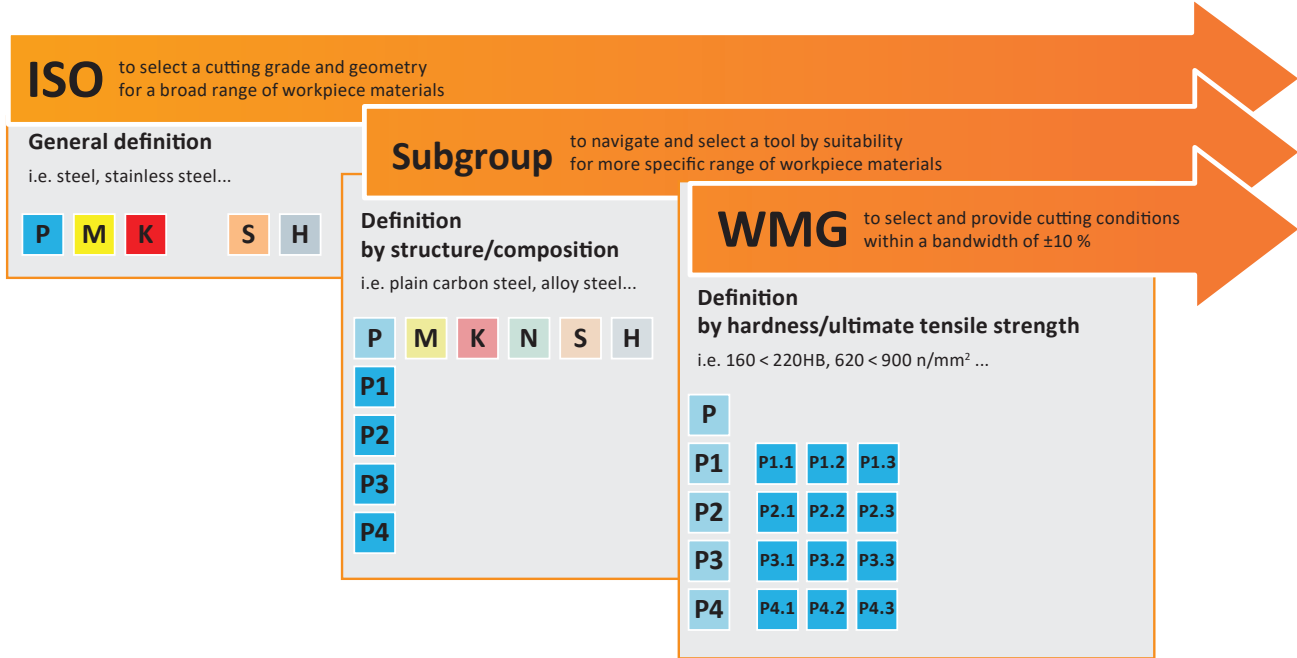 ISO
to select a cutting grade and geometry
for a broad range of workpiece materials
General definition
i.e. steel, stainless steel...
P M K S H
Subgroup
to navigate and select a tool by suitability
for more specific range of workpiece materials
Definition
by structure/composition
i.e. plain carbon steel, alloy steel...
P M K N S H
P1
P2
P3
P4
WMG
to select and provide cutting conditions
within a bandwidth of ±10 %
Definition
by hardness/ultimate tensile strength
i.e. 160 < 220HB, 620 < 900 n/mm² ...
P
P1 P1.1 P1.2 P1.3
P2 P2.1 P2.2 P2.3
P3 P3.1 P3.2 P3.3
P4 P4.1 P4.2 P4.3